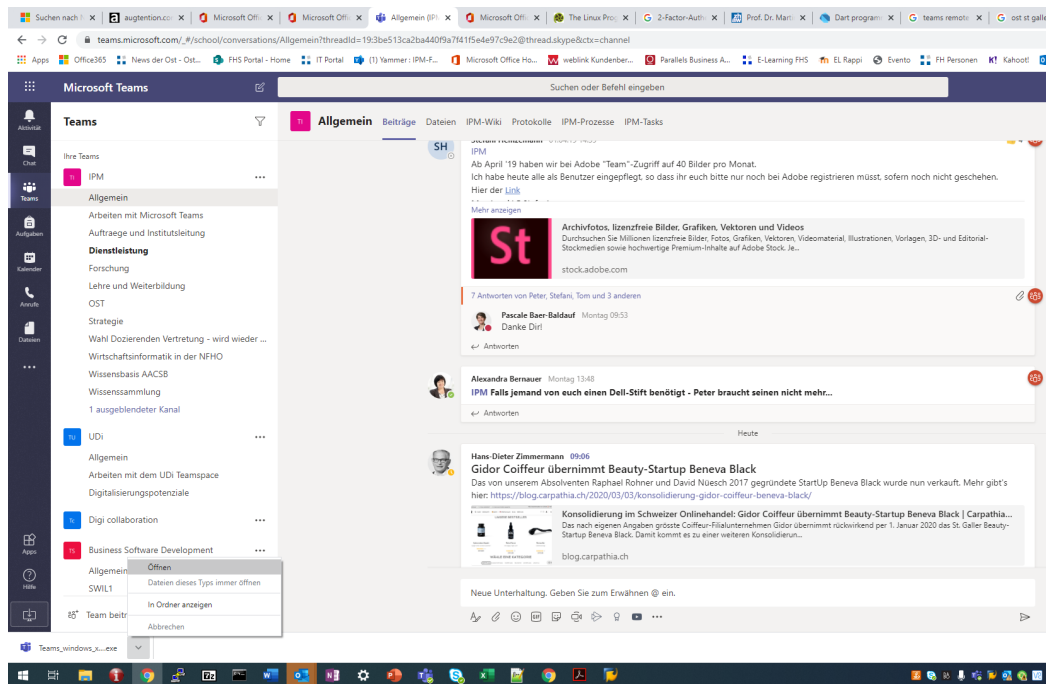 Suchen nach
augtention.co
Microsoft Offi
Microsoft Offi
Allgemein (IP
Microsoft Offi
The Linux Pro
2-Factor-Auth
Prof. Dr. Mart
Dart program
teams remote
ost st galle
teams.microsoft.com/_#/school/conversations/Allgemein?threadId=19:3be513ca2ba440f9a7f41f5e4e97c9e2@thread.skype&ctx=channel
Apps
Office365
News der Ost - Ost...
FHS Portal - Home
IT Portal
(1) Yammer : IPM-F...
Microsoft Office Ho...
weblink Kundenber...
Parallels Business A...
E-Learning FHS
EL Rappi
Evento
FH Personen
Kahoot!
Microsoft Teams
Suchen oder Befehl eingeben
Aktivität
Chat
Teams
Aufgaben
Kalender
Anrufe
Dateien
Apps
Hilfe
Teams
Ihre Teams
TI IPM
Allgemein
Arbeiten mit Microsoft Teams
Auftraege und Institutsleitung
Dienstleistung
Forschung
Lehre und Weiterbildung
OST
Strategie
Wahl Dozierenden Vertretung - wird wieder ...
Wirtschaftsinformatik in der NFHO
Wissensbasis AACSB
Wissenssammlung
1 ausgeblendeter Kanal
TU UDi
Allgemein
Arbeiten mit dem UDi Teamspace
Digitalisierungspotenziale
Digi collaboration
TS Business Software Development
Allgemein
SWIL1
Team beitr
Öffnen
Dateien dieses Typs immer öffnen
In Ordner anzeigen
Abbrechen
TI Allgemein Beiträge Dateien IPM-Wiki Protokolle IPM-Prozesse IPM-Tasks
SH
4
IPM
Ab April '19 haben wir bei Adobe "Team"-Zugriff auf 40 Bilder pro Monat.
Ich habe heute alle als Benutzer eingepflegt, so dass ihr euch bitte nur noch bei Adobe registrieren müsst, sofern noch nicht geschehen.
Hier der Link
Mehr anzeigen
St
Archivfotos, lizenzfreie Bilder, Grafiken, Vektoren und Videos
Durchsuchen Sie Millionen lizenzfreie Bilder, Fotos, Grafiken, Vektoren, Videomaterial, Illustrationen, Vorlagen, 3D- und Editorial-
Stockmedien sowie hochwertige Premium-Inhalte auf Adobe Stock. Je...
stock.adobe.com
7 Antworten von Peter, Stefani, Tom und 3 anderen
Pascale Baer-Baldauf Montag 09:53
Danke Dir!
Antworten
Alexandra Bernauer Montag 13:48
IPM Falls jemand von euch einen Dell-Stift benötigt - Peter braucht seinen nicht mehr...
Antworten
Heute
Hans-Dieter Zimmermann 09:06
Gidor Coiffeur übernimmt Beauty-Startup Beneva Black
Das von unserem Absolventen Raphael Rohner und David Nüesch 2017 gegründete StartUp Beneva Black wurde nun verkauft. Mehr gibt's
hier: https://blog.carpathia.ch/2020/03/03/konsolidierung-gidor-coiffeur-beneva-black/
Konsolidierung im Schweizer Onlinehandel: Gidor Coiffeur übernimmt Beauty-Startup Beneva Black | Carpathia...
Das nach eigenen Angaben grösste Coiffeur-Filialunternehmen Gidor übernimmt rückwirkend per 1. Januar 2020 das St. Galler Beauty-
Startup Beneva Black. Damit kommt es zu einer weiteren Konsolidierun...
blog.carpathia.ch
Neue Unterhaltung. Geben Sie zum Erwähnen @ ein.
GIF
Teams_windows_x....exe